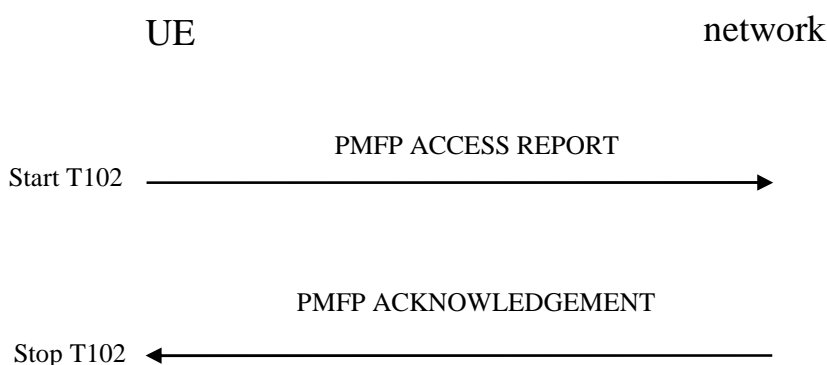 UE network
PMFP ACCESS REPORT
Start T102
PMFP ACKNOWLEDGEMENT
Stop T102